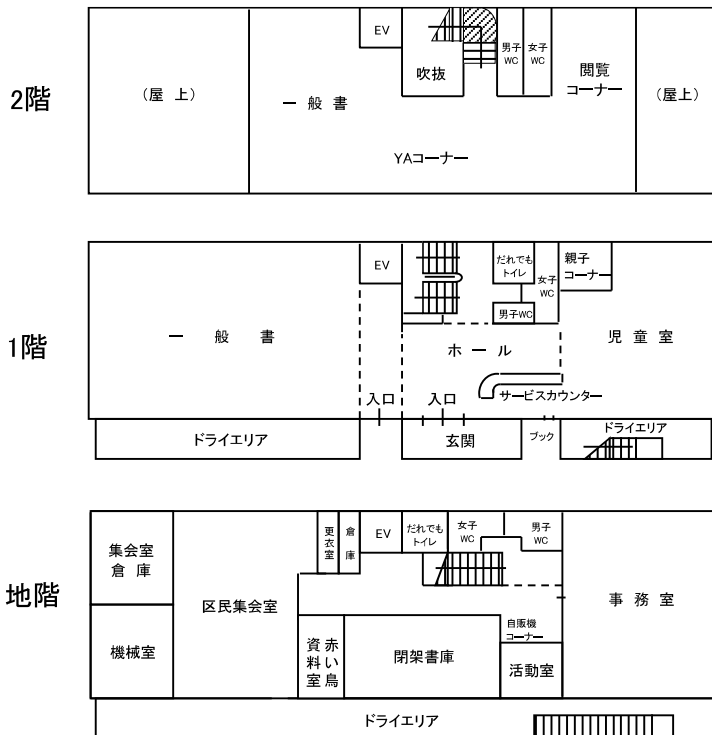 2階
(屋上)
一般書
EV
吹抜
男子
WC
女子
WC
閲覧
コーナー
(屋上)
YAコーナー
1階
一般書
EV
だれでも
トイレ
女子
WC
男子WC
親子
コーナー
ホール
児童室
サービスカウンター
入口
入口
ドライエリア
玄関
ブック
ドライエリア
地階
集会室
倉庫
機械室
区民集会室
更衣室
倉庫
EV
だれでも
トイレ
女子
WC
男子
WC
事務室
赤い鳥
資料室
閉架書庫
自販機
コーナー
活動室
ドライエリア